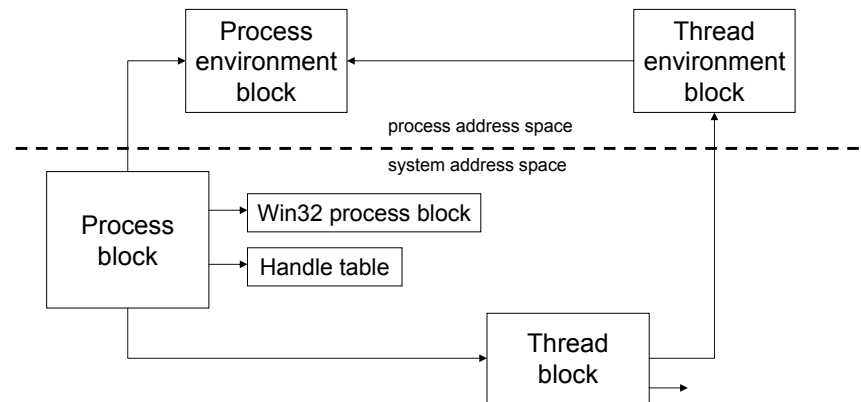 Process
environment
block
Thread
environment
block
process address space
system address space
Process
block
Win32 process block
Handle table
Thread
block